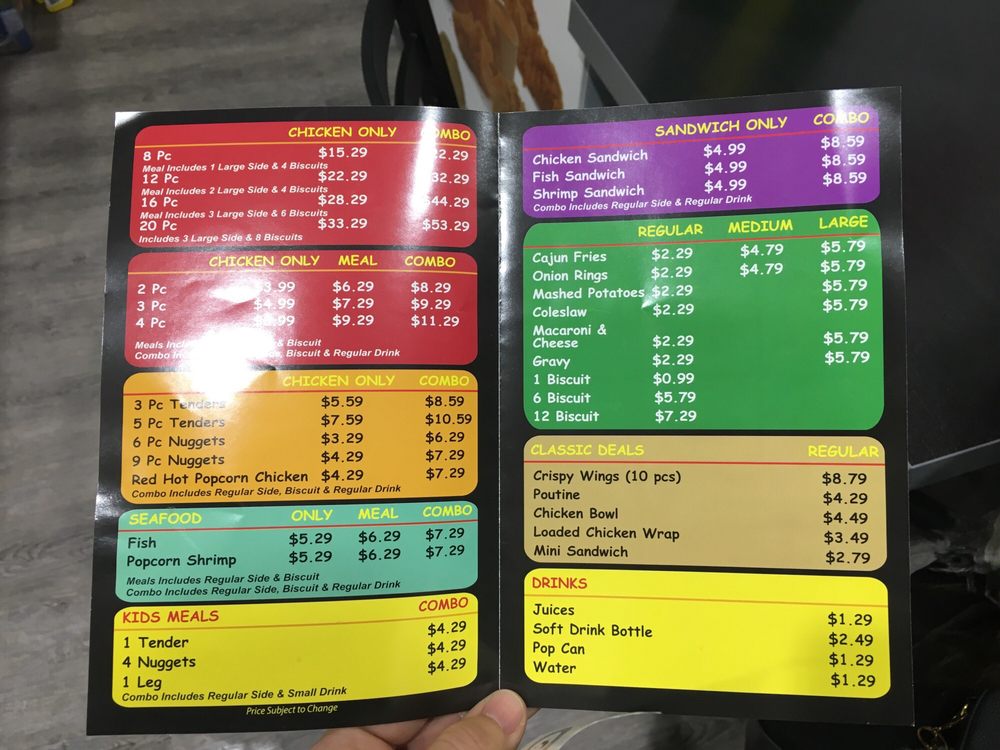 CHICKEN ONLY COMBO
8 Pc $15.29 2.29
Meal Includes 1 Large Side & 4 Biscuits
12 Pc $22.29 32.29
Meal Includes 2 Large Side & 4 Biscuits
16 Pc $28.29 $44.29
Meal Includes 3 Large Side & 6 Biscuits
20 Pc $33.29 $53.29
Includes 3 Large Side & 8 Biscuits
CHICKEN ONLY MEAL COMBO
2 Pc $3.99 $6.29 $8.29
3 Pc $4.99 $7.29 $9.29
4 Pc $9.29 $11.29
Meals & Biscuit
Combo Biscuit & Regular Drink
CHICKEN ONLY COMBO
3 Pc Tenders $5.59 $8.59
5 Pc Tenders $7.59 $10.59
6 Pc Nuggets $3.29 $6.29
9 Pc Nuggets $4.29 $7.29
Red Hot Popcorn Chicken $4.29 $7.29
Combo Includes Regular Side, Biscuit & Regular Drink
SEAFOOD ONLY MEAL COMBO
Fish $5.29 $6.29 $7.29
Popcorn Shrimp $5.29 $6.29 $7.29
Meals Includes Regular Side & Biscuit
Combo Includes Regular Side, Biscuit & Regular Drink
KIDS MEALS COMBO
1 Tender $4.29
4 Nuggets $4.29
1 Leg $4.29
Combo Includes Regular Side & Small Drink
Price Subject to Change
SANDWICH ONLY COMBO
Chicken Sandwich $4.99 $8.59
Fish Sandwich $4.99 $8.59
Shrimp Sandwich $4.99 $8.59
Combo Includes Regular Side & Regular Drink
REGULAR MEDIUM LARGE
Cajun Fries $2.29 $4.79 $5.79
Onion Rings $2.29 $4.79 $5.79
Mashed Potatoes $2.29 $5.79
Coleslaw $2.29 $5.79
Macaroni &
Cheese $2.29 $5.79
Gravy $2.29 $5.79
1 Biscuit $0.99
6 Biscuit $5.79
12 Biscuit $7.29
CLASSIC DEALS REGULAR
Crispy Wings (10 pcs) $8.79
Poutine $4.29
Chicken Bowl $4.49
Loaded Chicken Wrap $3.49
Mini Sandwich $2.79
DRINKS
Juices $1.29
Soft Drink Bottle $2.49
Pop Can $1.29
Water $1.29